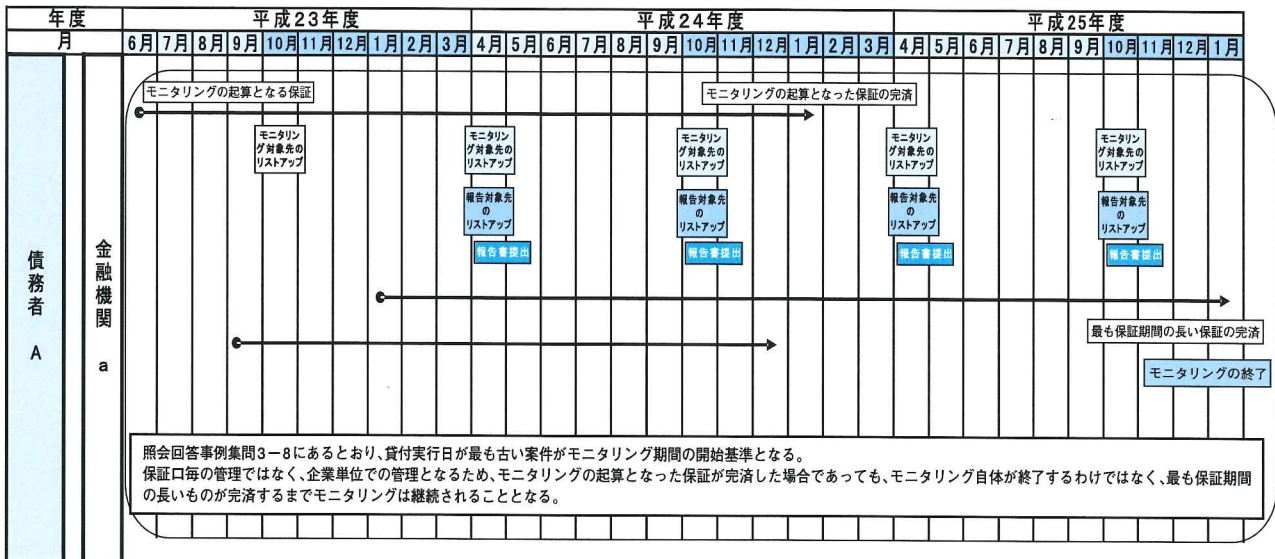 年度 平成23年度 平成24年度 平成25年度
月 6月 7月 8月 9月 10月 11月 12月 1月 2月 3月 4月 5月 6月 7月 8月 9月 10月 11月 12月 1月 2月 3月 4月 5月 6月 7月 8月 9月 10月 11月 12月 1月
債務者 A
金融機関 a
モニタリングの起算となる保証
モニタリングの起算となった保証の完済
モニタリン
グ対象先の
リストアップ
モニタリン
グ対象先の
リストアップ
モニタリン
グ対象先の
リストアップ
モニタリン
グ対象先の
リストアップ
モニタリン
グ対象先の
リストアップ
報告対象先
の
リストアップ
報告対象先
の
リストアップ
報告対象先
の
リストアップ
報告対象先
の
リストアップ
報告書提出
報告書提出
報告書提出
報告書提出
最も保証期間の長い保証の完済
モニタリングの終了
照会回答事例集問3-8にあるとおり、貸付実行日が最も古い案件がモニタリング期間の開始基準となる。
保証口毎の管理ではなく、企業単位での管理となるため、モニタリングの起算となった保証が完済した場合であっても、モニタリング自体が終了するわけではなく、最も保証期間
の長いものが完済するまでモニタリングは継続されることとなる。